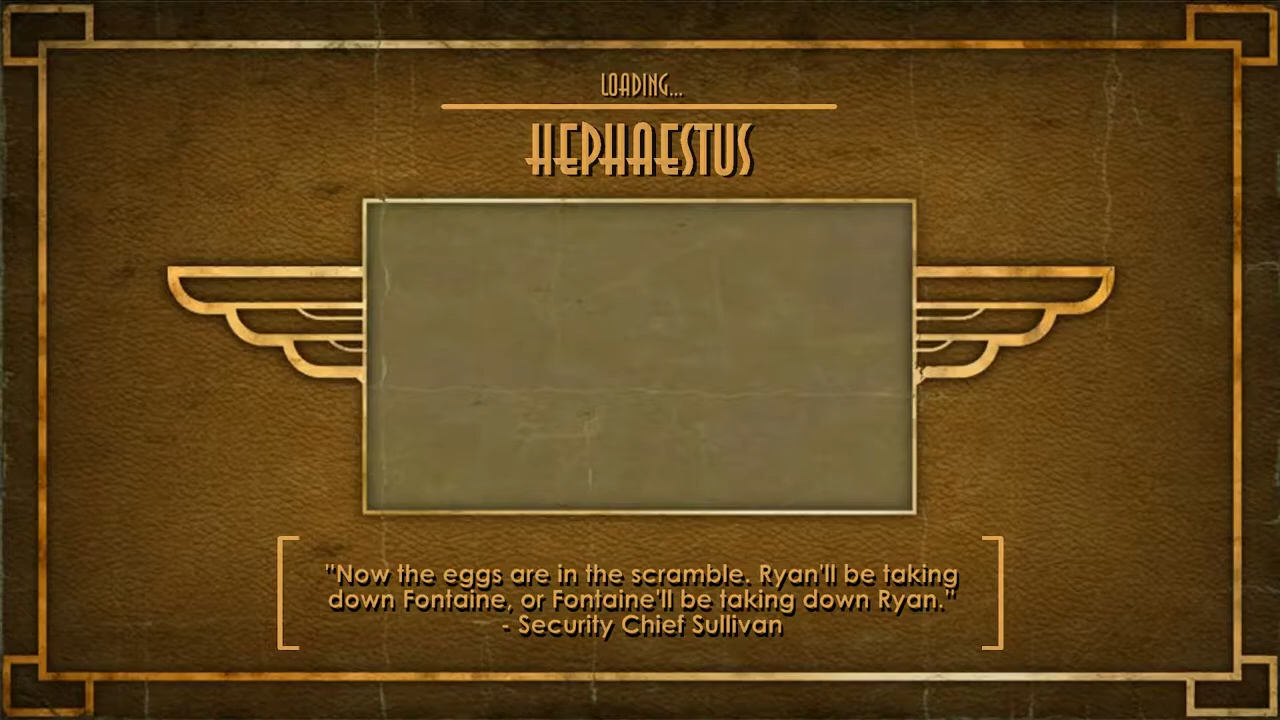 LOADING...
HEPHAESTUS
"Now the eggs are in the scramble. Ryan'll be taking
down Fontaine, or Fontaine'll be taking down Ryan."
- Security Chief Sullivan